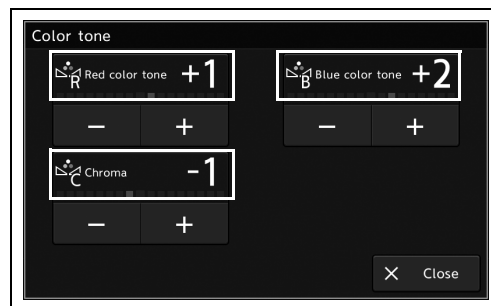 Color tone
R Red color tone +1
B Blue color tone +2
− +
− +
C Chroma -1
− +
× Close